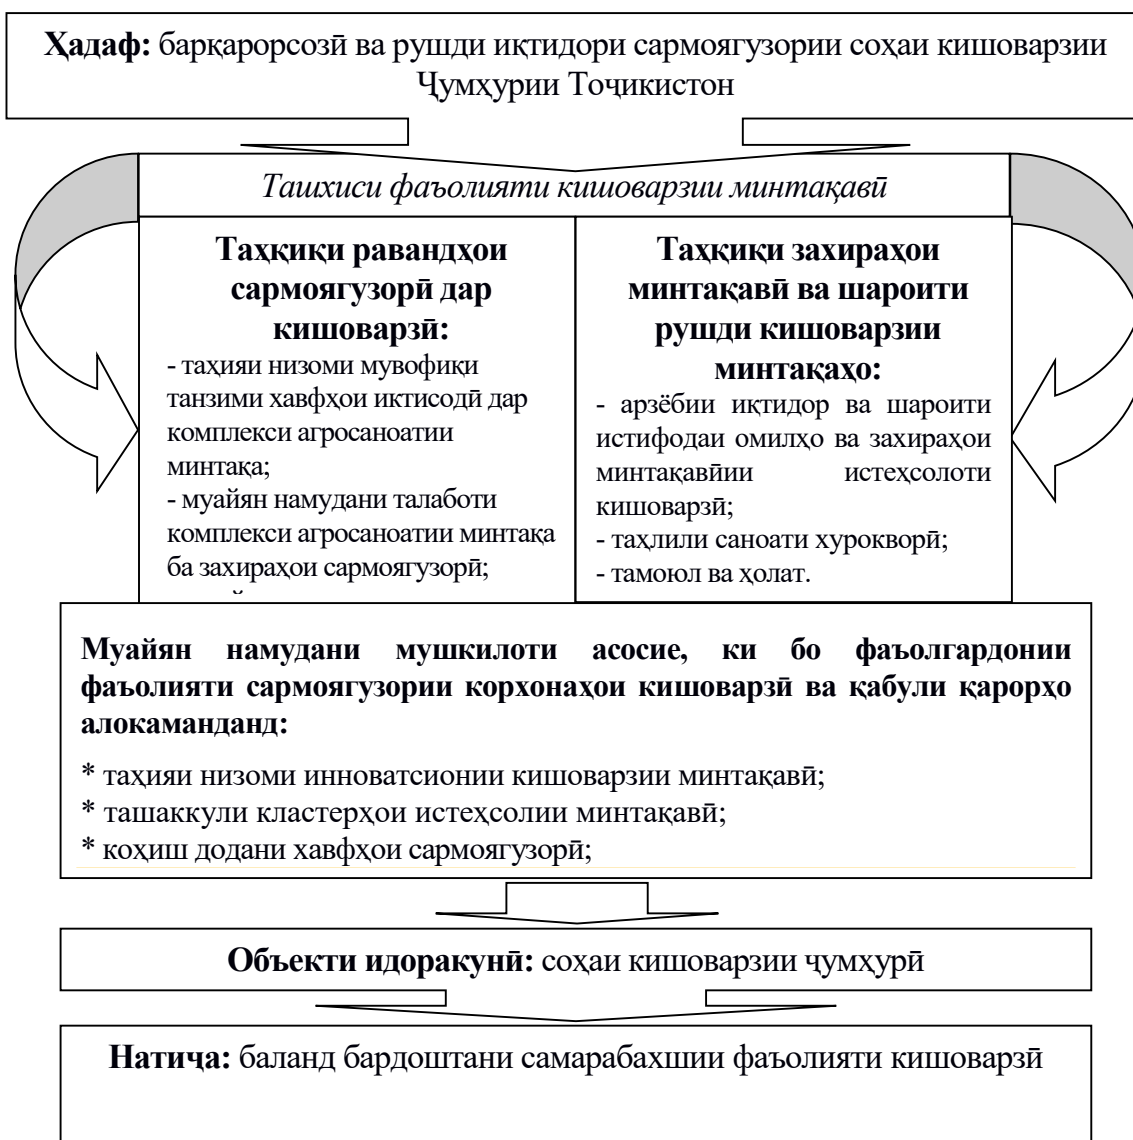 Ҳадаф: барқарорсозӣ ва рушди иқтидори сармоягузории соҳаи кишоварзии
Ҷумҳурии Тоҷикистон
Ташхиси фаъолияти кишоварзии минтақавӣ
Таҳқиқи равандҳои
сармоягузорӣ дар
кишоварзӣ:
- таҳияи низоми мувофиқи
танзими хавфҳои иктисодӣ дар
комплекси агросаноатии
минтақа;
- муайян намудани талаботи
комплекси агросаноатии минтақа
ба захираҳои сармоягузорӣ;
Таҳқиқи захираҳои
минтақавӣ ва шароити
рушди кишоварзии
минтақаҳо:
- арзёбии иқтидор ва шароити
истифодаи омилҳо ва захираҳои
минтақавӣии истеҳсолоти
кишоварзӣ;
- таҳлили саноати хурокворӣ;
- тамоюл ва ҳолат.
Муайян намудани мушкилоти асосие, ки бо фаъолгардонии
фаъолияти сармоягузории корхонаҳои кишоварзӣ ва қабули қарорҳо
алокаманданд:
* таҳияи низоми инноватсионии кишоварзии минтақавӣ;
* ташаккули кластерҳои истеҳсолии минтақавӣ;
* коҳиш додани хавфҳои сармоягузорӣ;
Объекти идоракунӣ: соҳаи кишоварзии ҷумҳурӣ
Натиҷа: баланд бардоштани самарабахшии фаъолияти кишоварзӣ